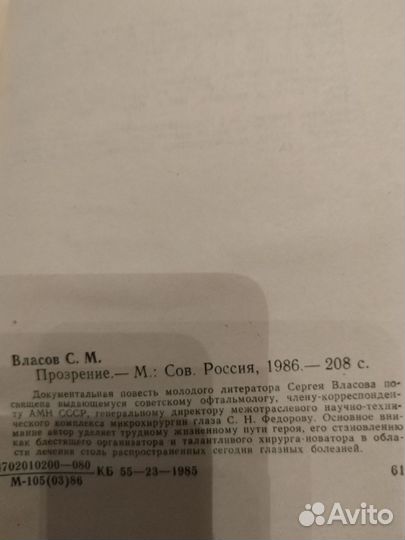 Власов С. М.
Прозрение.— М.: Сов. Россия, 1986.— 208 с.
Документальная повесть молодого литератора Сергея Власова по-
священа выдающемуся советскому офтальмологу, члену-корреспонден-
ту АМН СССР, генеральному директору межотраслевого научно-техни-
ческого комплекса микрохирургии глаза С. Н. Федорову. Основное вни-
мание автор уделяет трудному жизненному пути героя, его становлению
как блестящего организатора и талантливого хирурга-новатора в обла-
сти лечения столь распространенных сегодня глазных болезней.
4702010200—080
КБ 55—23—1985
61
М-105(03)86
Avito